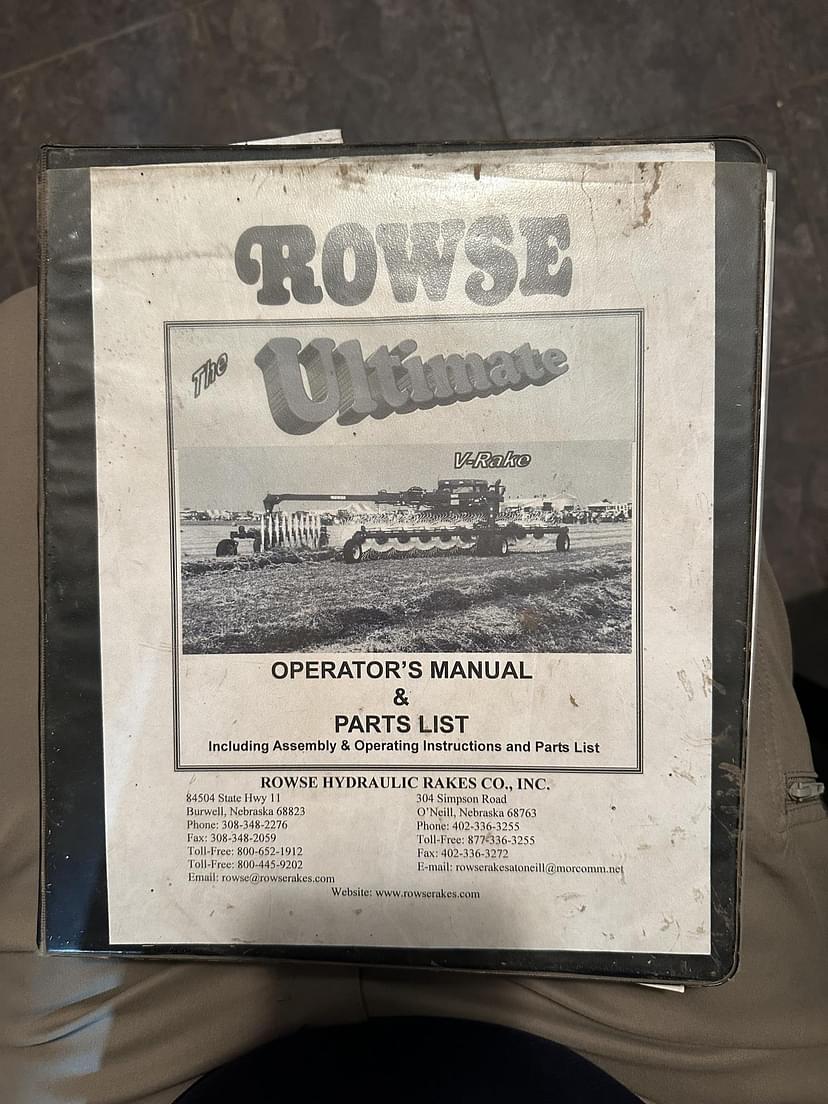 ROWSE
The Ultimate
V-Rake
OPERATOR'S MANUAL
&
PARTS LIST
Including Assembly & Operating Instructions and Parts List
ROWSE HYDRAULIC RAKES CO., INC.
84504 State Hwy 11
Burwell, Nebraska 68823
Phone: 308-348-2276
Fax: 308-348-2059
Toll-Free: 800-652-1912
Toll-Free: 800-445-9202
Email: rowse@rowserakes.com
304 Simpson Road
O'Neill, Nebraska 68763
Phone: 402-336-3255
Toll-Free: 877-336-3255
Fax: 402-336-3272
E-mail: rowserakesatoneill@morcomm.net
Website: www.rowserakes.com